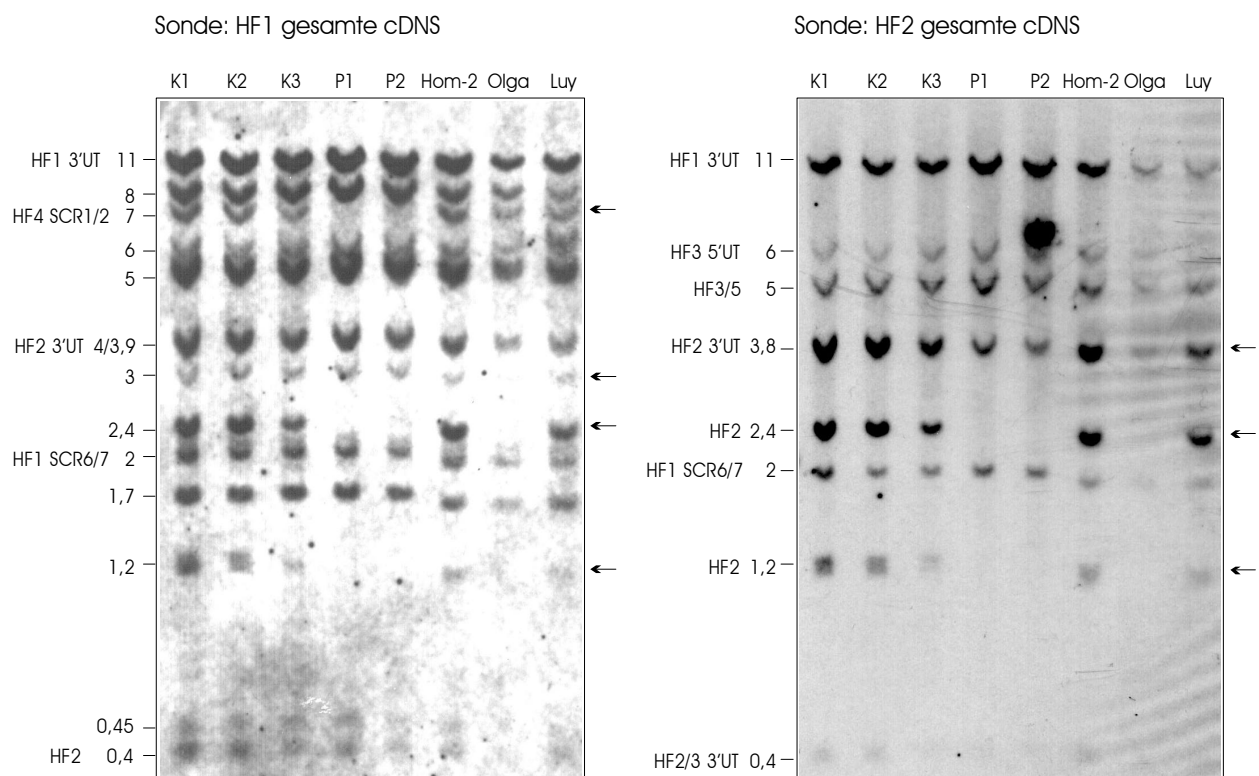 Sonde: HF1 gesamte cDNS
K1 K2 K3 P1 P2 Hom-2 Olga Luy
HF1 3’UT 11
8
HF4 SCR1/2 7
6
5
HF2 3’UT 4/3,9
3
2,4
HF1 SCR6/7 2
1,7
1,2
0,45
HF2 0,4
Sonde: HF2 gesamte cDNS
K1 K2 K3 P1 P2 Hom-2 Olga Luy
HF1 3’UT 11
HF3 5’UT 6
HF3/5 5
HF2 3’UT 3,8
HF2 2,4
HF1 SCR6/7 2
HF2 1,2
HF2/3 3’UT 0,4